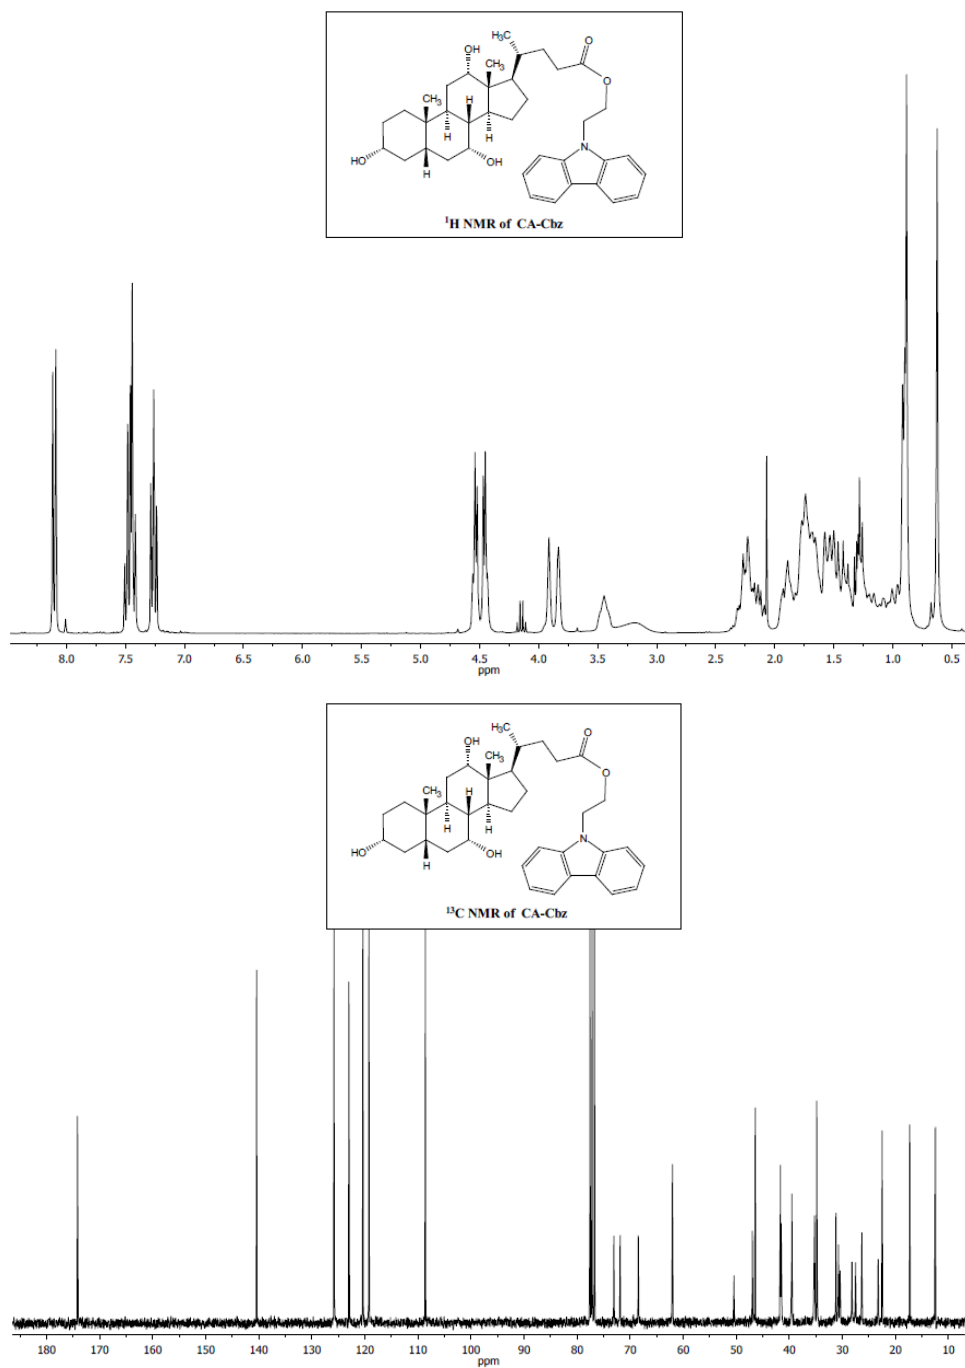 H₃C
O
OH
H₃C
O
CH₃
H
N
H
H
HO
OH
H
¹H NMR of CA-Cbz
8.0 7.5 7.0 6.5 6.0 5.5 5.0 4.5 4.0 3.5 3.0 2.5 2.0 1.5 1.0 0.5
ppm
H₃C
O
OH
H₃C
O
CH₃
H
N
H
H
HO
OH
H
¹³C NMR of CA-Cbz
180 170 160 150 140 130 120 110 100 90 80 70 60 50 40 30 20 10
ppm